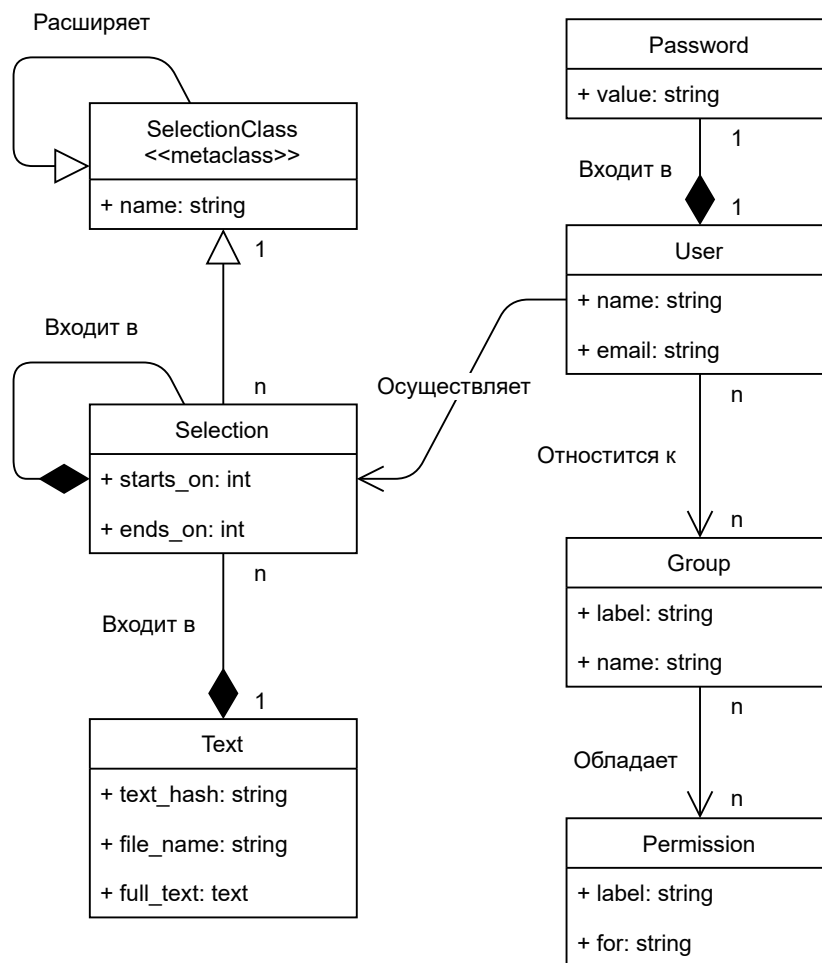 Расширяет
SelectionClass
<<metaclass>>
+ name: string
1
Входит в
n
Selection
+ starts_on: int
+ ends_on: int
n
Входит в
1
Text
+ text_hash: string
+ file_name: string
+ full_text: text
Осуществляет
Password
+ value: string
1
Входит в
1
User
+ name: string
+ email: string
n
Отностится к
n
Group
+ label: string
+ name: string
n
Обладает
n
Permission
+ label: string
+ for: string